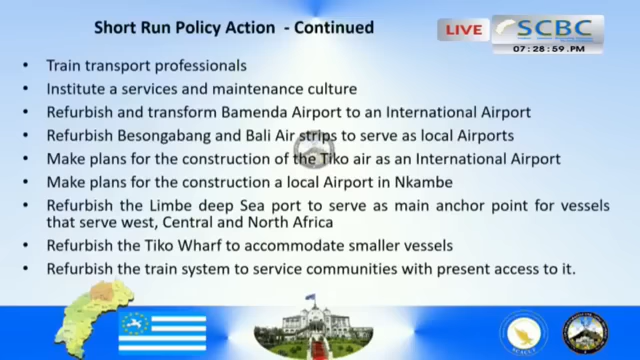 Short Run Policy Action - Continued
LIVE
SCBC
07:28:59 PM
• Train transport professionals
• Institute a services and maintenance culture
• Refurbish and transform Bamenda Airport to an International Airport
• Refurbish Besongabang and Bali Air strips to serve as local Airports
• Make plans for the construction of the Tiko air as an International Airport
• Make plans for the construction a local Airport in Nkambe
• Refurbish the Limbe deep Sea port to serve as main anchor point for vessels
that serve west, Central and North Africa
• Refurbish the Tiko Wharf to accommodate smaller vessels
• Refurbish the train system to service communities with present access to it.